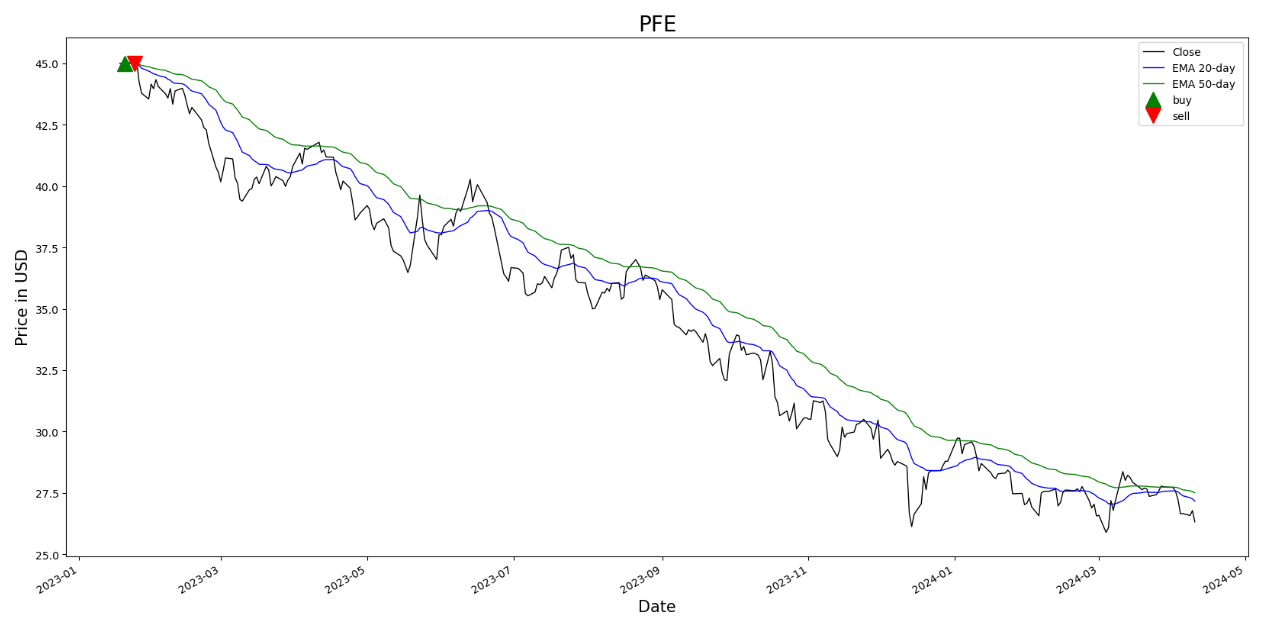 PFE
Close
EMA 20-day
EMA 50-day
buy
sell
Price in USD
45.0
42.5
40.0
37.5
35.0
32.5
30.0
27.5
25.0
2023-01
2023-03
2023-05
2023-07
2023-09
2023-11
2024-01
2024-03
2024-05
Date